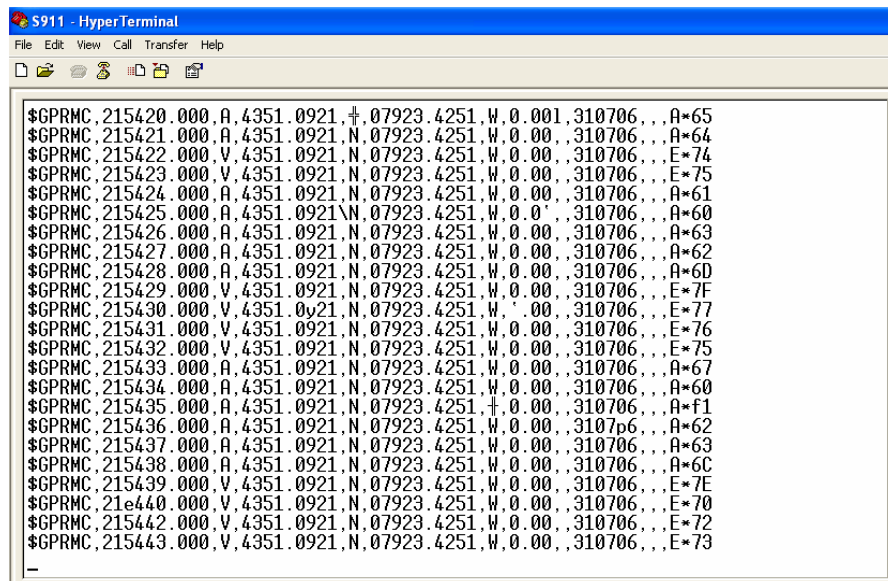 S911 - HyperTerminal
File Edit View Call Transfer Help
$GPRMC,215420.000,A,4351.0921,╬,07923.4251,W,0.00l,310706,,,A*65
$GPRMC,215421.000,A,4351.0921,N,07923.4251,W,0.00,,310706,,,A*64
$GPRMC,215422.000,V,4351.0921,N,07923.4251,W,0.00,,310706,,,E*74
$GPRMC,215423.000,V,4351.0921,N,07923.4251,W,0.00,,310706,,,E*75
$GPRMC,215424.000,A,4351.0921,N,07923.4251,W,0.00,,310706,,,A*61
$GPRMC,215425.000,A,4351.0921\N,07923.4251,W,0.0`,,310706,,,A*60
$GPRMC,215426.000,A,4351.0921,N,07923.4251,W,0.00,,310706,,,A*63
$GPRMC,215427.000,A,4351.0921,N,07923.4251,W,0.00,,310706,,,A*62
$GPRMC,215428.000,A,4351.0921,N,07923.4251,W,0.00,,310706,,,A*6D
$GPRMC,215429.000,V,4351.0921,N,07923.4251,W,0.00,,310706,,,E*7F
$GPRMC,215430.000,V,4351.0y21,N,07923.4251,W,`.00,,310706,,,E*77
$GPRMC,215431.000,V,4351.0921,N,07923.4251,W,0.00,,310706,,,E*76
$GPRMC,215432.000,V,4351.0921,N,07923.4251,W,0.00,,310706,,,E*75
$GPRMC,215433.000,A,4351.0921,N,07923.4251,W,0.00,,310706,,,A*67
$GPRMC,215434.000,A,4351.0921,N,07923.4251,W,0.00,,310706,,,A*60
$GPRMC,215435.000,A,4351.0921,N,07923.4251,╫,0.00,,310706,,,A*f1
$GPRMC,215436.000,A,4351.0921,N,07923.4251,W,0.00,,3107p6,,,A*62
$GPRMC,215437.000,A,4351.0921,N,07923.4251,W,0.00,,310706,,,A*63
$GPRMC,215438.000,A,4351.0921,N,07923.4251,W,0.00,,310706,,,A*6C
$GPRMC,215439.000,V,4351.0921,N,07923.4251,W,0.00,,310706,,,E*7E
$GPRMC,21e440.000,V,4351.0921,N,07923.4251,W,0.00,,310706,,,E*70
$GPRMC,215442.000,V,4351.0921,N,07923.4251,W,0.00,,310706,,,E*72
$GPRMC,215443.000,V,4351.0921,N,07923.4251,W,0.00,,310706,,,E*73
_